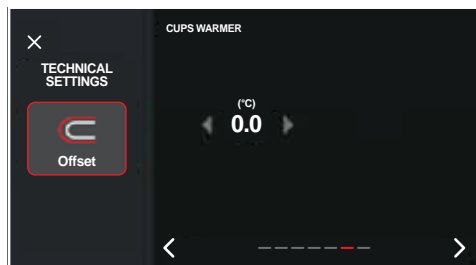 CUPS WARMER
TECHNICAL
SETTINGS
Offset
(°C)
0.0